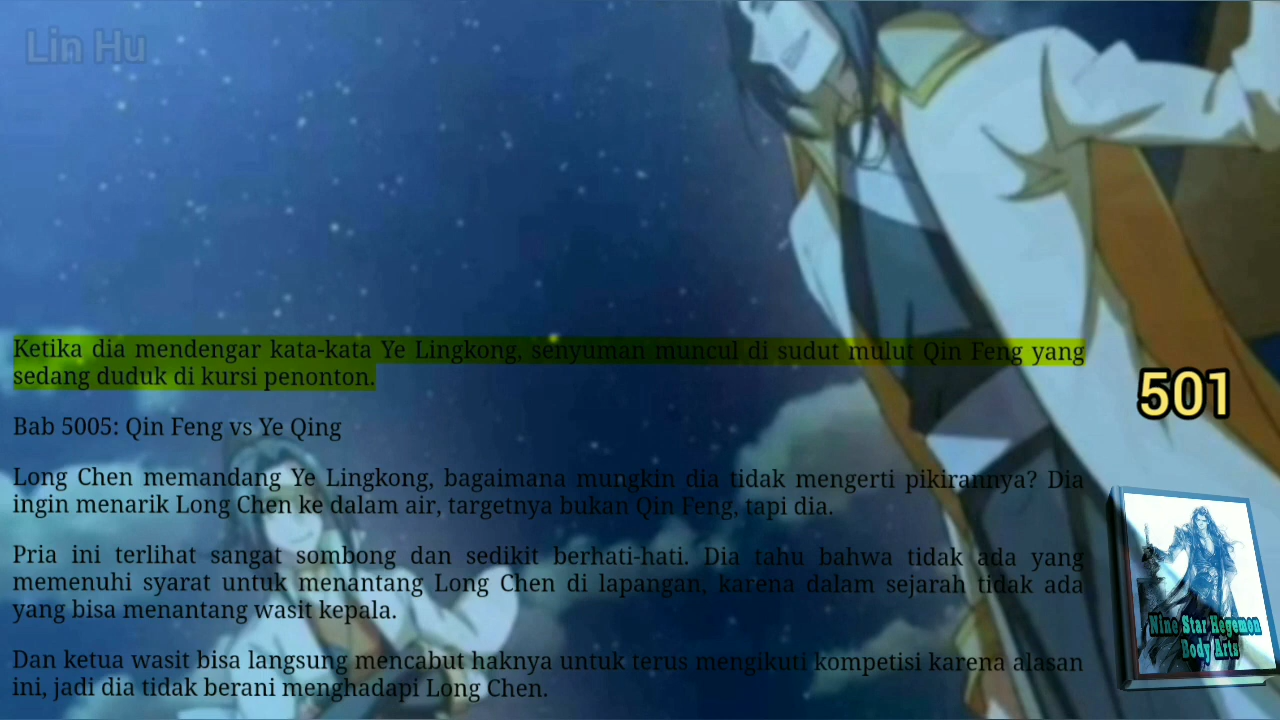 Lin Hu
Ketika dia mendengar kata-kata Ye Lingkong, senyuman muncul di sudut mulut Qin Feng yang
sedang duduk di kursi penonton.
Bab 5005: Qin Feng vs Ye Qing
Long Chen memandang Ye Lingkong, bagaimana mungkin dia tidak mengerti pikirannya? Dia
ingin menarik Long Chen ke dalam air, targetnya bukan Qin Feng, tapi dia.
Pria ini terlihat sangat sombong dan sedikit berhati-hati. Dia tahu bahwa tidak ada yang
memenuhi syarat untuk menantang Long Chen di lapangan, karena dalam sejarah tidak ada
yang bisa menantang wasit kepala.
Dan ketua wasit bisa langsung mencabut haknya untuk terus mengikuti kompetisi karena alasan
ini, jadi dia tidak berani menghadapi Long Chen.
501
Nine Star Hegemon
Body Arts